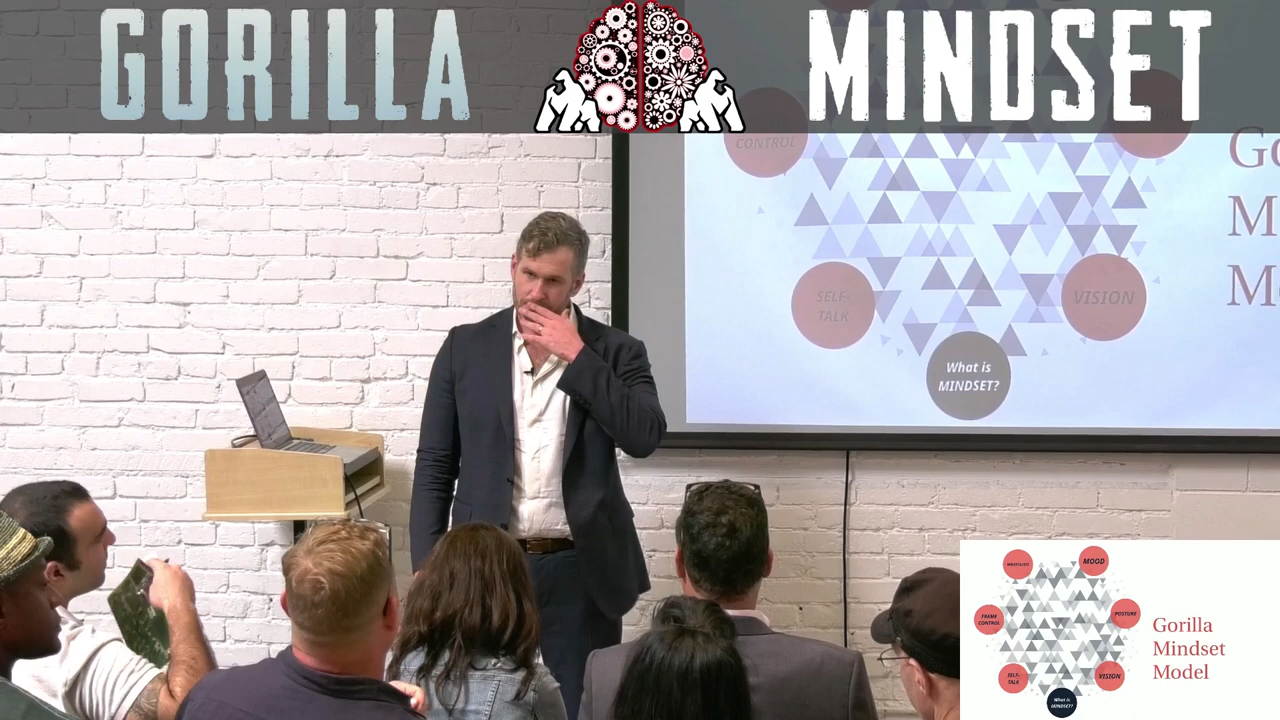 GORILLA MINDSET
CONTROL
SELF-
TALK
VISION
What is
MINDSET?
Go
M
M
MINDFULNESS
MOOD
FRAME
CONTROL
POSTURE
SELF-
TALK
VISION
What is
MINDSET?
Gorilla
Mindset
Model